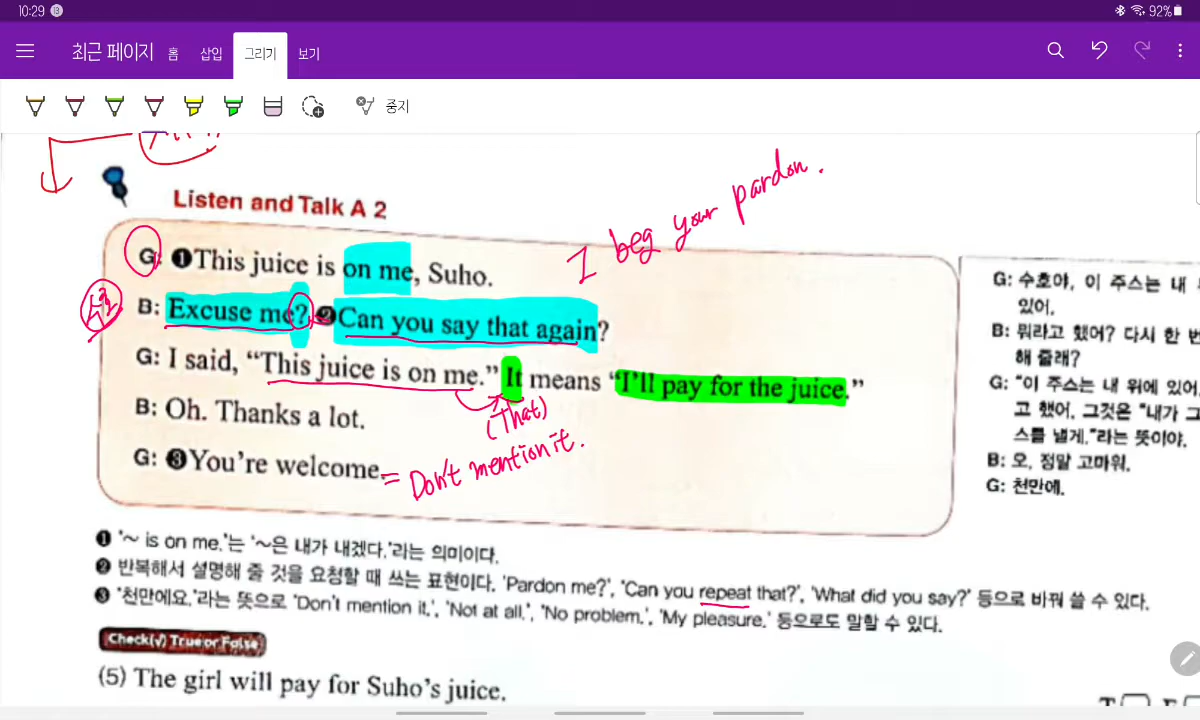 10:29 92%
최근 페이지 홈 삽입 그리기 보기
중지
Listen and Talk A 2
I beg your pardon.
G: ❶This juice is on me, Suho.
B: Excuse me? ❷Can you say that again?
G: I said, “This juice is on me.” It means “I’ll pay for the juice.”
(That)
B: Oh. Thanks a lot.
G: ❸You’re welcome.
= Don't mention it.
G: 수호야, 이 주스는 내
있어.
B: 뭐라고 했어? 다시 한 번
해 줄래?
G: “이 주스는 내 위에 있어.
고 했어. 그것은 “내가 그
스를 낼게.”라는 뜻이야.
B: 오, 정말 고마워.
G: 천만에.
❶ ‘～ is on me.’는 ‘～은 내가 내겠다.’라는 의미이다.
❷ 반복해서 설명해 줄 것을 요청할 때 쓰는 표현이다. ‘Pardon me?’, ‘Can you repeat that?’, ‘What did you say?’ 등으로 바꿔 쓸 수 있다.
❸ ‘천만에요.’라는 뜻으로 ‘Don’t mention it.’, ‘Not at all.’, ‘No problem.’, ‘My pleasure.’ 등으로도 말할 수 있다.
Check(√) True or False
(5) The girl will pay for Suho’s juice.